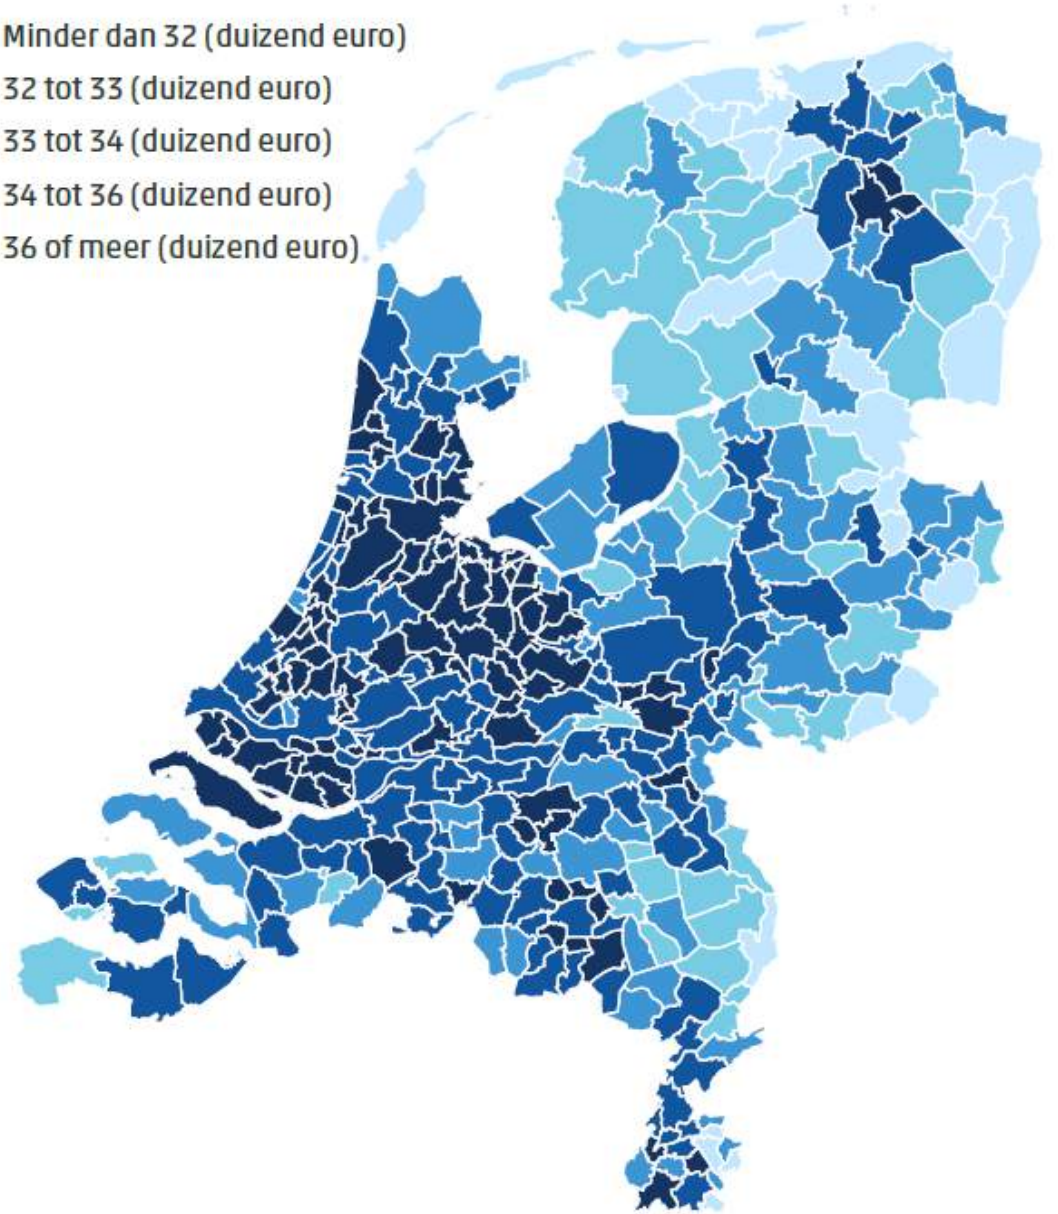 Minder dan 32 (duizend euro)
32 tot 33 (duizend euro)
33 tot 34 (duizend euro)
34 tot 36 (duizend euro)
36 of meer (duizend euro)